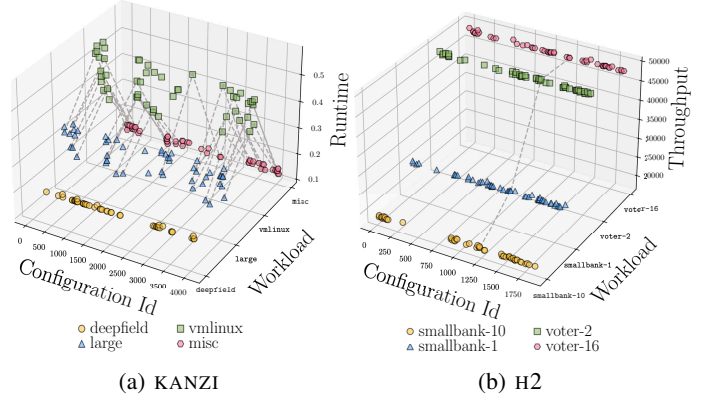 0.5
0.4
0.3
0.2
0.1
Runtime
misc
vmlinux
large
deepfield
Workload
0
500
1000
1500
2000
2500
3000
3500
4000
Configuration Id
deepfield
large
vmlinux
misc
(a) KANZI
50000
45000
40000
35000
30000
25000
20000
Throughput
voter-16
voter-2
smallbank-1
smallbank-10
Workload
0
250
500
750
1000
1250
1500
1750
Configuration Id
smallbank-10
smallbank-1
voter-2
voter-16
(b) H2